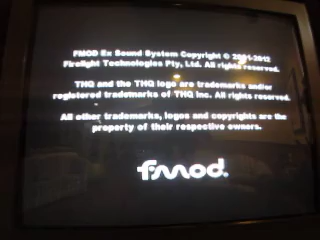 FMOD Ex Sound System Copyright © 2001-2012
Firelight Technologies Pty, Ltd. All rights reserved.
THQ and the THQ logo are trademarks and/or
registered trademarks of THQ Inc. All rights reserved.
All other trademarks, logos and copyrights are the
property of their respective owners.
fmod.